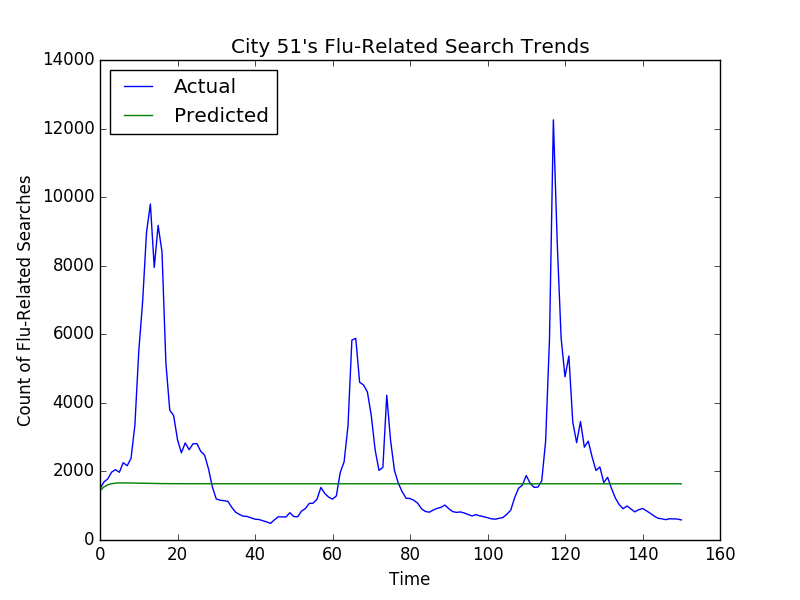 City 51's Flu-Related Search Trends
Actual
Predicted
14000
12000
10000
8000
6000
4000
2000
0
Count of Flu-Related Searches
0 20 40 60 80 100 120 140 160
Time